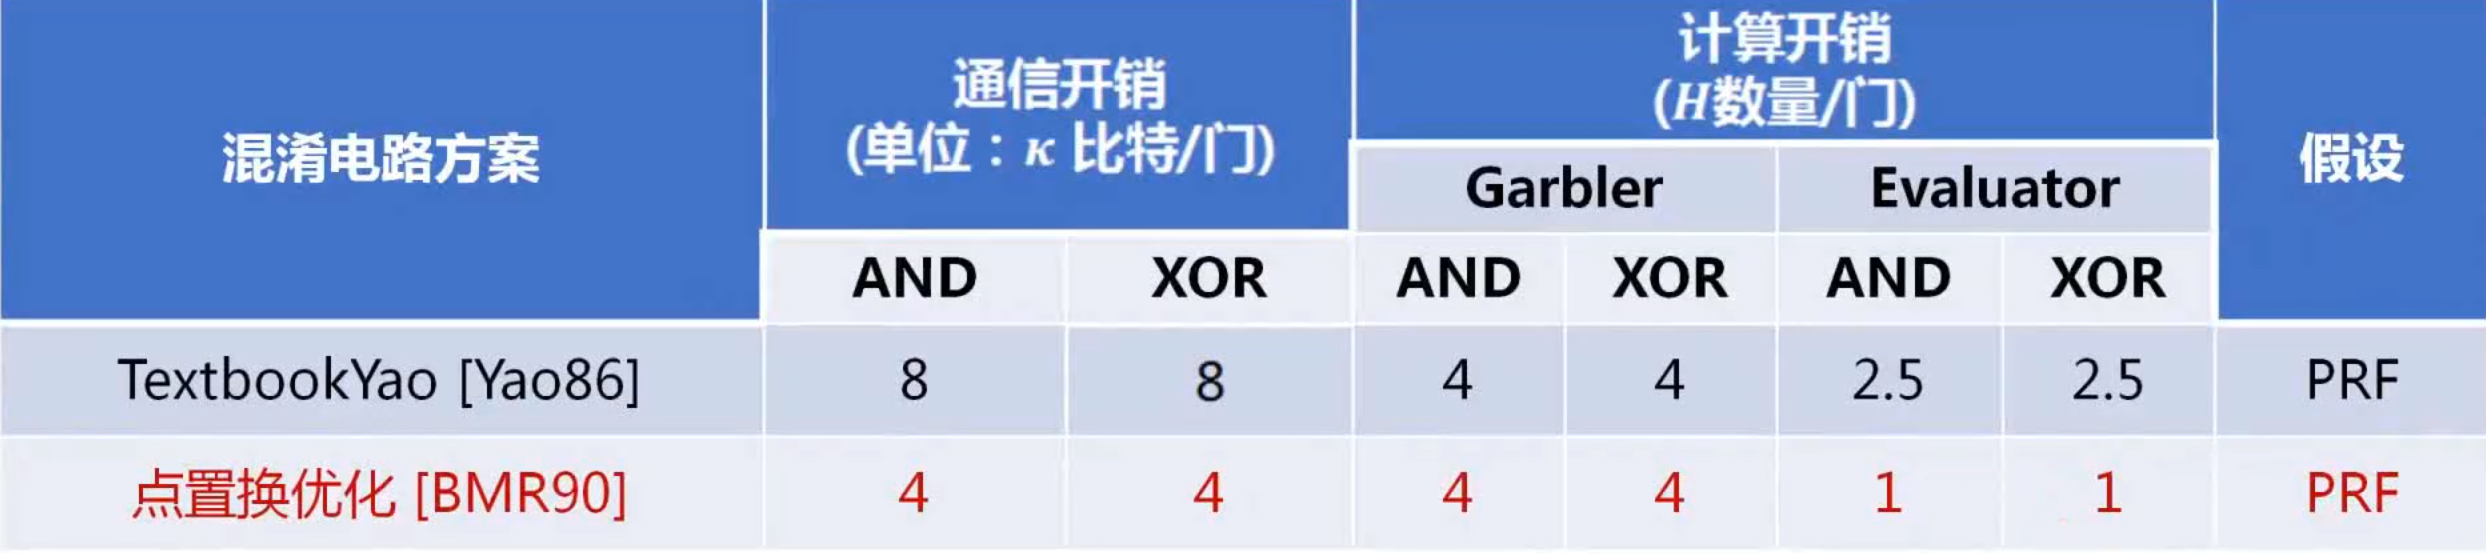 混淆电路方案
通信开销
(单位：κ 比特/门)
计算开销
(H数量/门)
假设
Garbler Evaluator
AND XOR AND XOR AND XOR
TextbookYao [Yao86] 8 8 4 4 2.5 2.5 PRF
点置换优化 [BMR90] 4 4 4 4 1 1 PRF